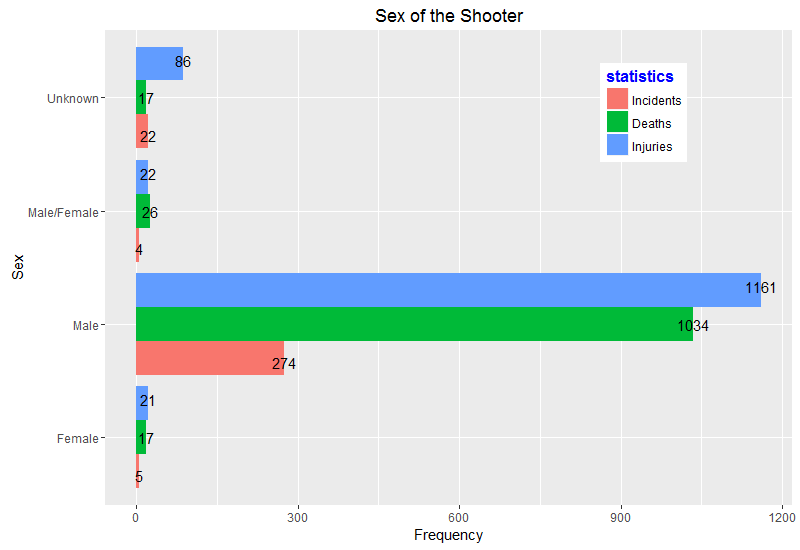 Sex of the Shooter
statistics
Incidents
Deaths
Injuries
Sex
Unknown
86
17
22
Male/Female
22
26
4
Male
1161
1034
274
Female
21
17
5
0 300 600 900 1200
Frequency